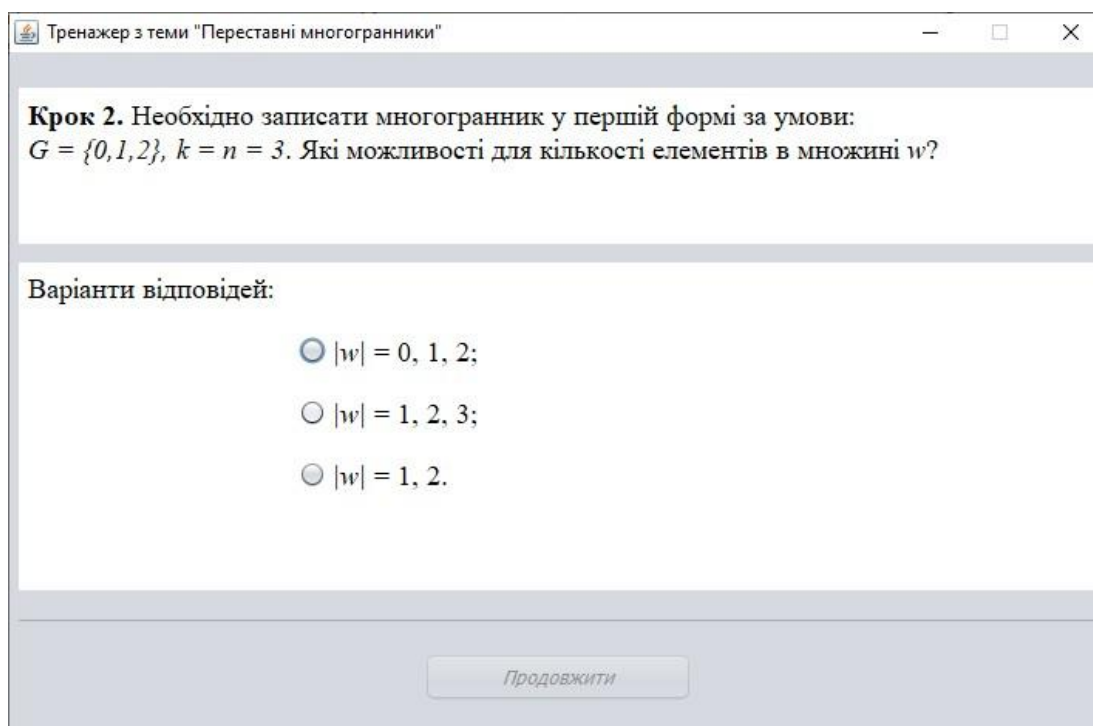 Тренажер з теми "Переставні многогранники"
Крок 2. Необхідно записати многогранник у першій формі за умови:
G = {0,1,2}, k = n = 3. Які можливості для кількості елементів в множині w?
Варіанти відповідей:
|w| = 0, 1, 2;
|w| = 1, 2, 3;
|w| = 1, 2.
Продовжити